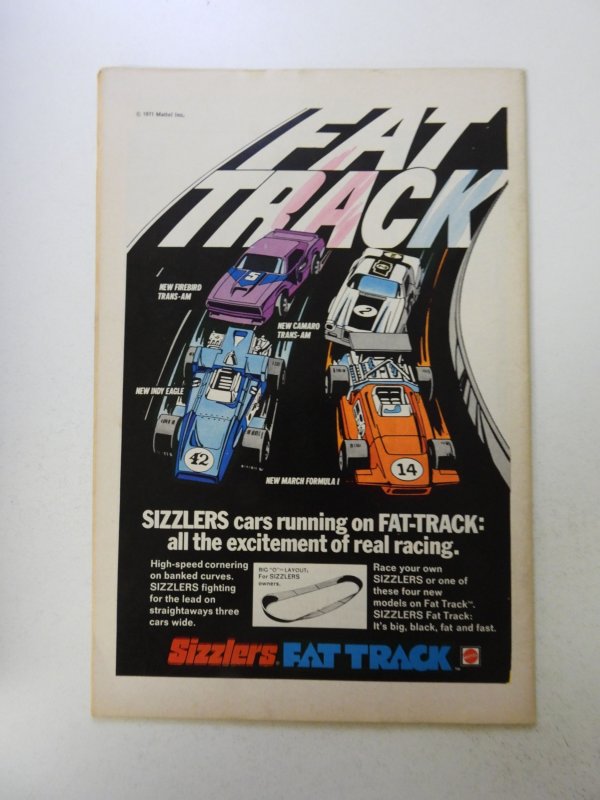 © 1971 Mattel Inc.
FAT
TRACK
NEW FIREBIRD
TRANS-AM
5
2
NEW CAMARO
TRANS-AM
NEW INDY EAGLE
42
14
NEW MARCH FORMULA I
SIZZLERS cars running on FAT-TRACK:
all the excitement of real racing.
High-speed cornering
on banked curves.
SIZZLERS fighting
for the lead on
straightaways three
cars wide.
BIG "O" LAYOUT:
For SIZZLERS
owners.
Race your own
SIZZLERS or one of
these four new
models on Fat Track™.
SIZZLERS Fat Track:
It's big, black, fat and fast.
Sizzlers® FAT TRACK™